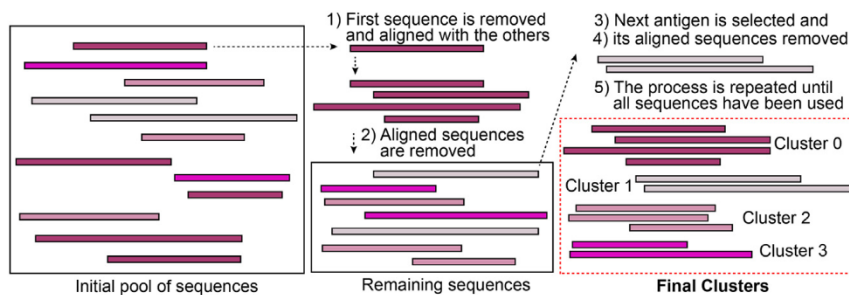 1) First sequence is removed
and aligned with the others
2) Aligned sequences
are removed
3) Next antigen is selected and
4) its aligned sequences removed
5) The process is repeated until
all sequences have been used
Cluster 0
Cluster 1
Cluster 2
Cluster 3
Initial pool of sequences
Remaining sequences
Final Clusters